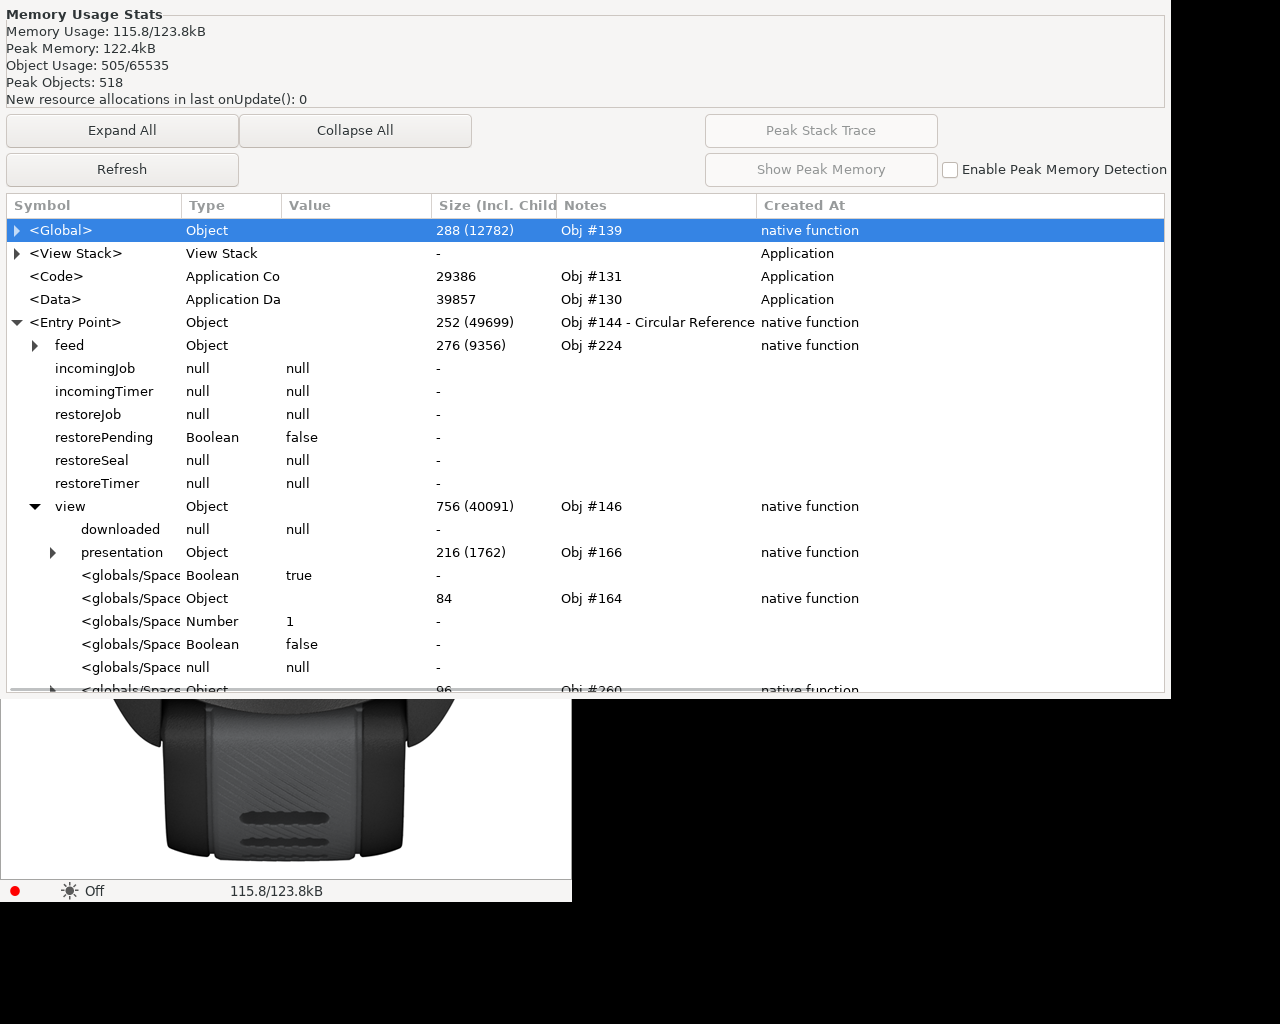 Memory Usage Stats
Memory Usage: 115.8/123.8kB
Peak Memory: 122.4kB
Object Usage: 505/65535
Peak Objects: 518
New resource allocations in last onUpdate(): 0
Expand All Collapse All Peak Stack Trace
Refresh Show Peak Memory Enable Peak Memory Detection
Symbol Type Value Size (Incl. Child Notes Created At
<Global> Object 288 (12782) Obj #139 native function
<View Stack> View Stack - Application
<Code> Application Co 29386 Obj #131 Application
<Data> Application Da 39857 Obj #130 Application
<Entry Point> Object 252 (49699) Obj #144 - Circular Reference native function
feed Object 276 (9356) Obj #224 native function
incomingJob null null -
incomingTimer null null -
restoreJob null null -
restorePending Boolean false -
restoreSeal null null -
restoreTimer null null -
view Object 756 (40091) Obj #146 native function
downloaded null null -
presentation Object 216 (1762) Obj #166 native function
<globals/Space Boolean true -
<globals/Space Object 84 Obj #164 native function
<globals/Space Number 1 -
<globals/Space Boolean false -
<globals/Space null null -
<globals/Space Object 96 Obj #260 native function
Off 115.8/123.8kB